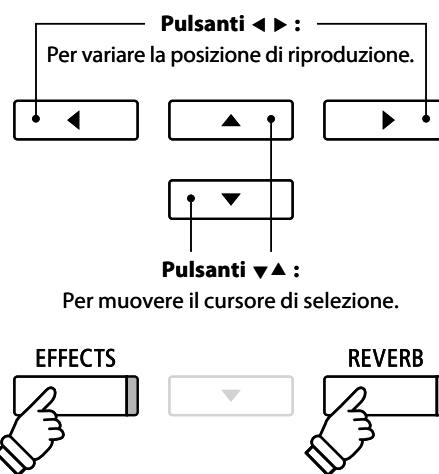 Pulsanti ◀ ▶ :
Per variare la posizione di riproduzione.
Pulsanti ▼▲ :
Per muovere il cursore di selezione.
EFFECTS
REVERB